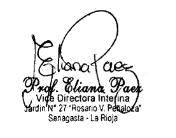 Eliana Paez
Prof. Eliana Paez
Vice Directora Interina
Jardín N° 27 "Rosario V. Peñaloza"
Sanagasta - La Rioja